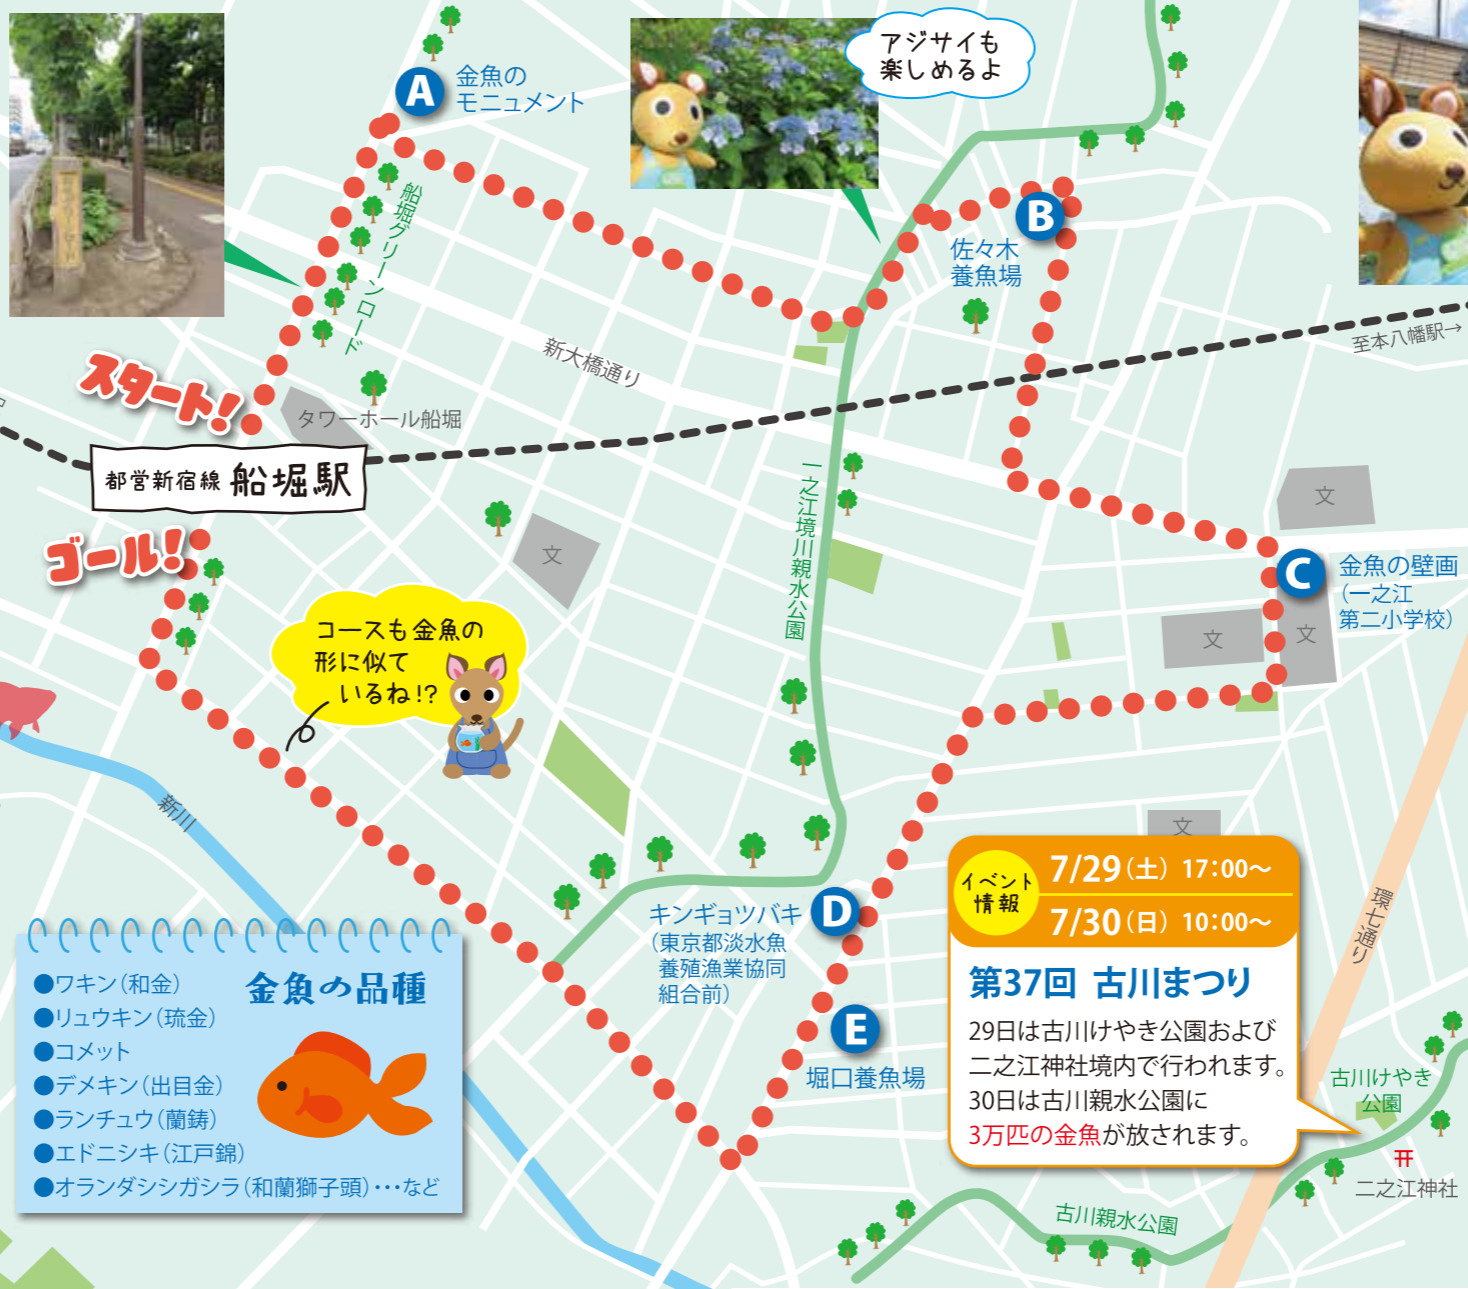 A
金魚の
モニュメント
アジサイも
楽しめるよ
B
佐々木
養魚場
船堀グリーンロード
新大橋通り
至本八幡駅→
スタート!
タワーホール船堀
都営新宿線 船堀駅
ゴール!
文
文
一之江境川親水公園
C
金魚の壁画
(一之江
第二小学校)
文
文
コースも金魚の
形に似て
いるね!?
新川
文
キンギョツバキ
D
(東京都淡水魚
養殖漁業協同
組合前)
E
堀口養魚場
イベント
情報
7/29(土) 17:00~
7/30(日) 10:00~
第37回 古川まつり
29日は古川けやき公園および
二之江神社境内で行われます。
30日は古川親水公園に
3万匹の金魚が放されます。
環七通り
古川けやき
公園
二之江神社
古川親水公園
金魚の品種
●ワキン(和金)
●リュウキン(琉金)
●コメット
●デメキン(出目金)
●ランチュウ(蘭鋳)
●エドニシキ(江戸錦)
●オランダシシガシラ(和蘭獅子頭)・・・など